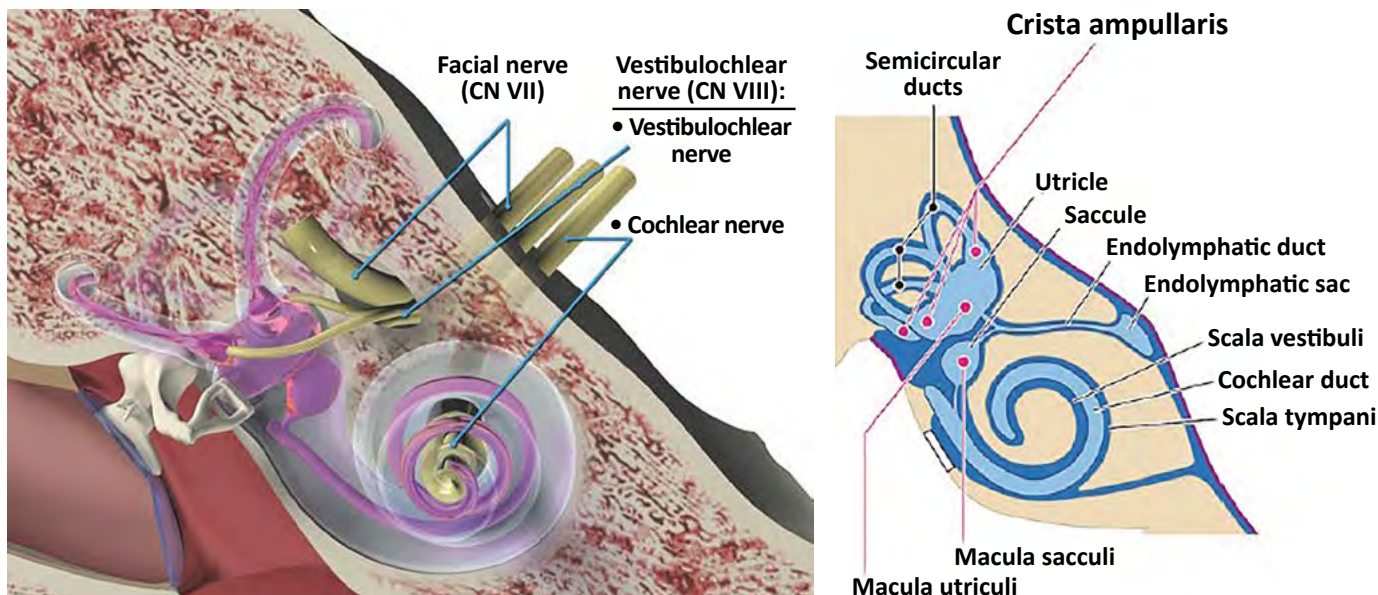 Facial nerve
(CN VII)
Vestibulochlear
nerve (CN VIII):
• Vestibulochlear
nerve
• Cochlear nerve
Crista ampullaris
Semicircular
ducts
Utricle
Saccule
Endolymphatic duct
Endolymphatic sac
Scala vestibuli
Cochlear duct
Scala tympani
Macula sacculi
Macula utriculi